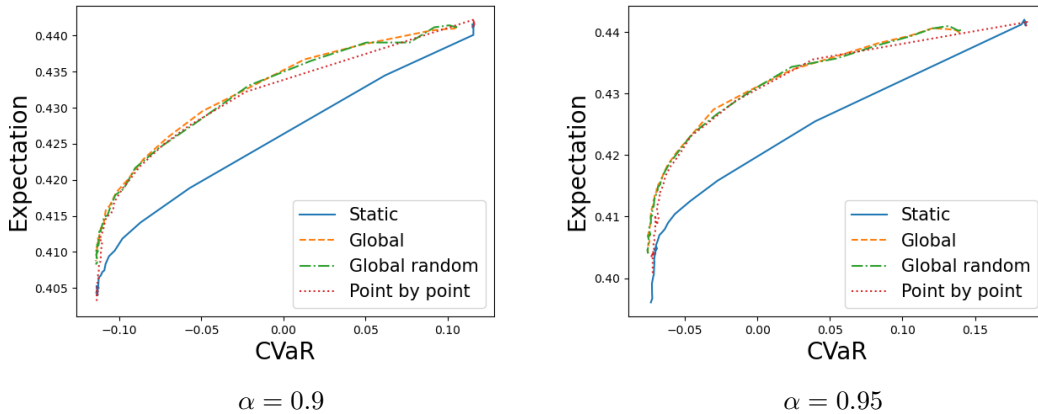 0.440
0.435
0.430
0.425
0.420
0.415
0.410
0.405
Expectation
Static
Global
Global random
Point by point
−0.10 −0.05 0.00 0.05 0.10
CVaR
α = 0.9
0.44
0.43
0.42
0.41
0.40
Expectation
Static
Global
Global random
Point by point
−0.05 0.00 0.05 0.10 0.15
CVaR
α = 0.95